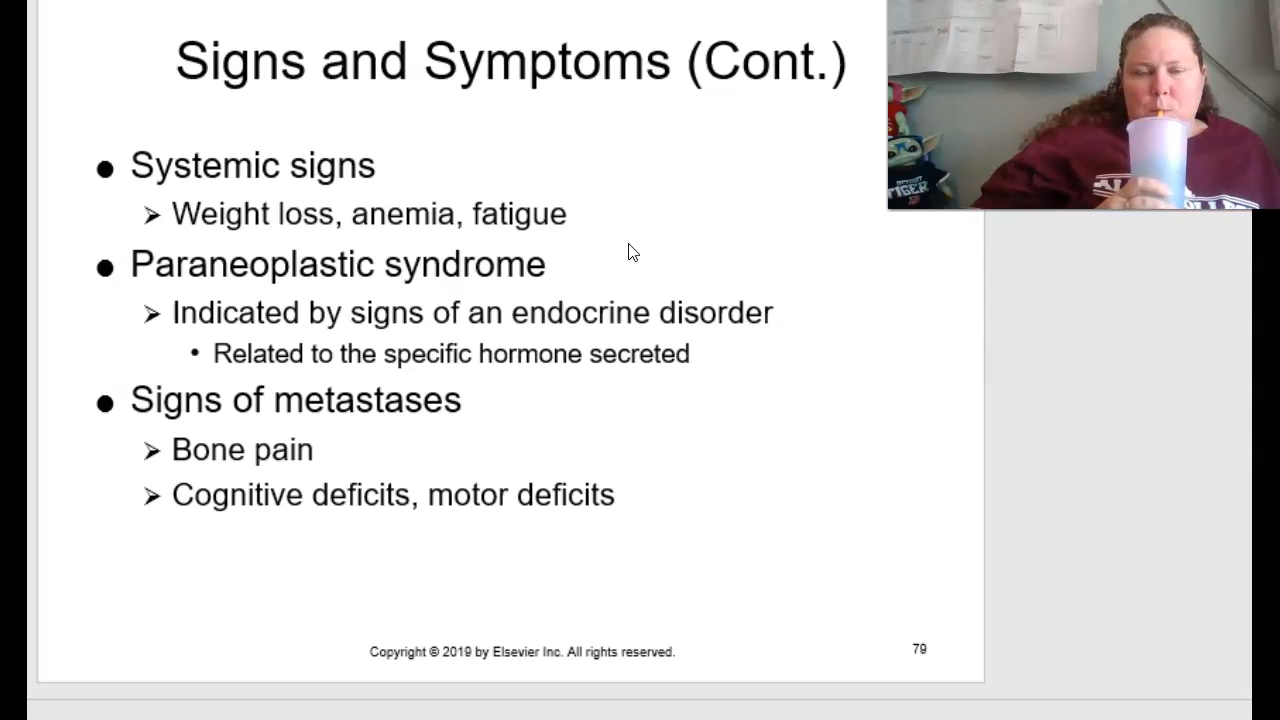 Signs and Symptoms (Cont.)
Systemic signs
Weight loss, anemia, fatigue
Paraneoplastic syndrome
Indicated by signs of an endocrine disorder
Related to the specific hormone secreted
Signs of metastases
Bone pain
Cognitive deficits, motor deficits
Copyright © 2019 by Elsevier Inc. All rights reserved.
79